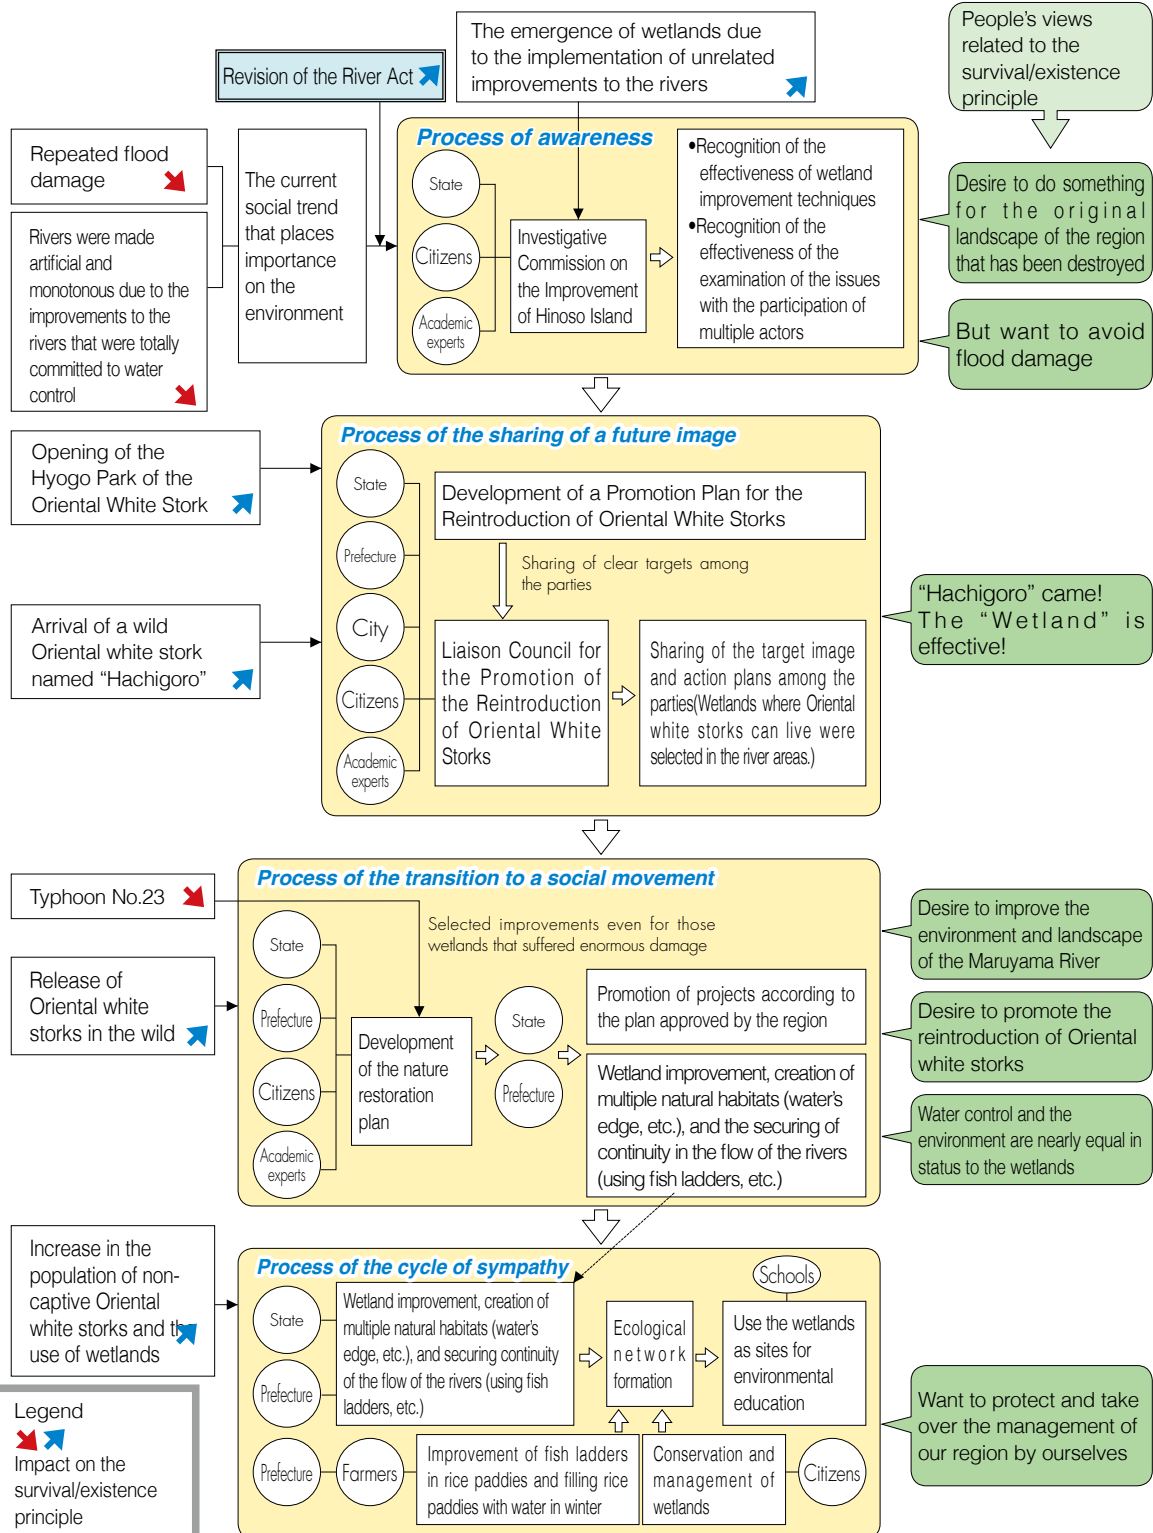 The emergence of wetlands due
to the implementation of unrelated
improvements to the rivers
People's views
related to the
survival/existence
principle
Revision of the River Act
Repeated flood
damage
Rivers were made
artificial and
monotonous due to the
improvements to the
rivers that were totally
committed to water
control
The current
social trend
that places
importance
on the
environment
Process of awareness
State
Citizens
Academic
experts
Investigative
Commission on
the Improvement
of Hinoso Island
•Recognition of the
effectiveness of wetland
improvement techniques
•Recognition of the
effectiveness of the
examination of the issues
with the participation of
multiple actors
Desire to do something
for the original
landscape of the region
that has been destroyed
But want to avoid
flood damage
Opening of the
Hyogo Park of the
Oriental White Stork
Arrival of a wild
Oriental white stork
named “Hachigoro”
Process of the sharing of a future image
State
Prefecture
City
Citizens
Academic
experts
Development of a Promotion Plan for the
Reintroduction of Oriental White Storks
Sharing of clear targets among
the parties
Liaison Council for
the Promotion of
the Reintroduction
of Oriental White
Storks
Sharing of the target image
and action plans among the
parties(Wetlands where Oriental
white storks can live were
selected in the river areas.)
“Hachigoro” came!
The “Wetland” is
effective!
Typhoon No.23
Release of
Oriental white
storks in the wild
Process of the transition to a social movement
State
Prefecture
Citizens
Academic
experts
Selected improvements even for those
wetlands that suffered enormous damage
Development
of the nature
restoration
plan
State
Prefecture
Promotion of projects according to
the plan approved by the region
Wetland improvement, creation of
multiple natural habitats (water's
edge, etc.), and the securing of
continuity in the flow of the rivers
(using fish ladders, etc.)
Desire to improve the
environment and landscape
of the Maruyama River
Desire to promote the
reintroduction of Oriental
white storks
Water control and the
environment are nearly equal in
status to the wetlands
Increase in the
population of non-
captive Oriental
white storks and the
use of wetlands
Process of the cycle of sympathy
State
Prefecture
Wetland improvement, creation of
multiple natural habitats (water's
edge, etc.), and securing continuity
of the flow of the rivers (using fish
ladders, etc.)
Ecological
network
formation
Schools
Use the wetlands
as sites for
environmental
education
Prefecture
Farmers
Improvement of fish ladders
in rice paddies and filling rice
paddies with water in winter
Conservation and
management of
wetlands
Citizens
Want to protect and take
over the management of
our region by ourselves
Legend
Impact on the
survival/existence
principle